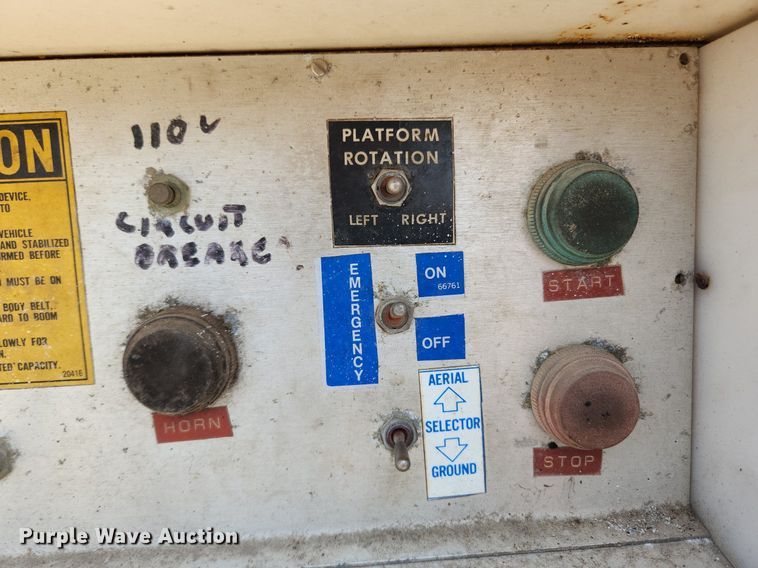 ON
DEVICE,
TO
VEHICLE
AND STABILIZED
RMED BEFORE
MUST BE ON
BODY BELT.
ARD TO BOOM
LOWLY FOR
N.
TED CAPACITY.
20416
110V
CIRCUIT
BREAKE
HORN
PLATFORM
ROTATION
LEFT RIGHT
EMERGENCY
ON
66761
OFF
AERIAL
SELECTOR
GROUND
START
STOP
Purple Wave Auction